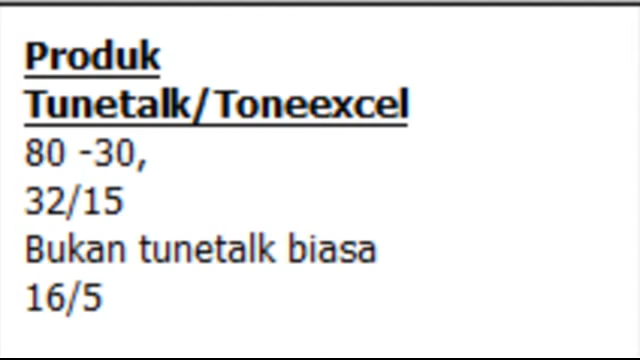 Produk
Tunetalk/Toneexcel
80 -30,
32/15
Bukan tunetalk biasa
16/5